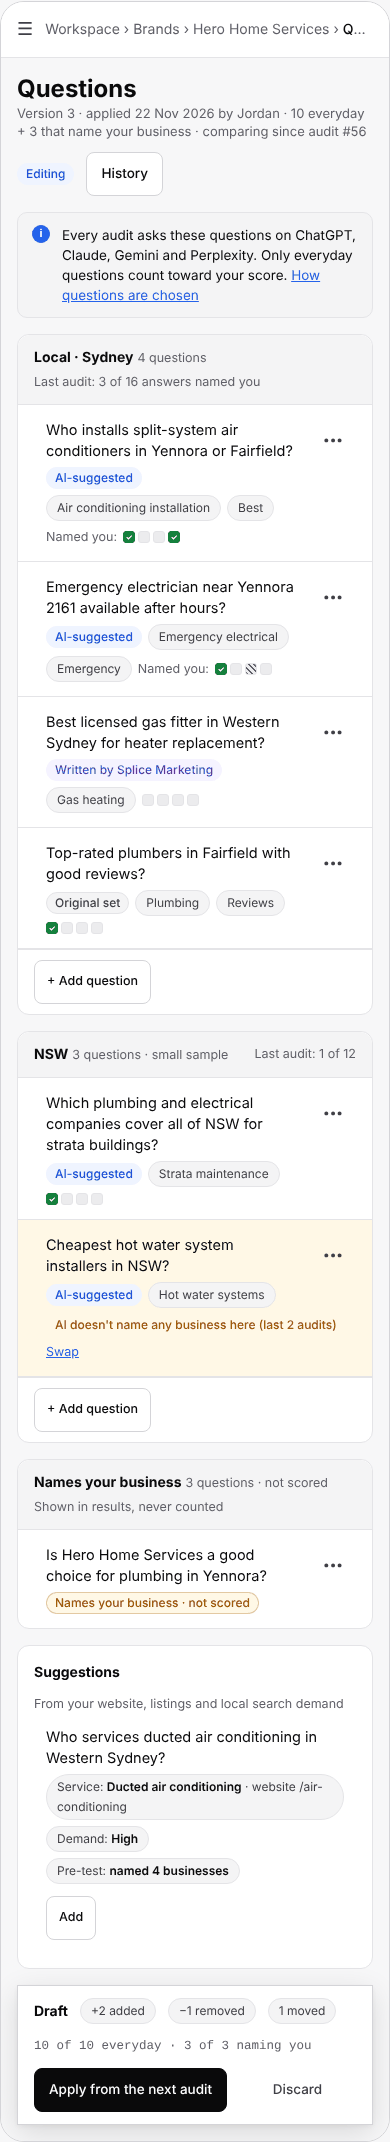 Workspace › Brands › Hero Home Services › Q...
Questions
Version 3 · applied 22 Nov 2026 by Jordan · 10 everyday
+ 3 that name your business · comparing since audit #56
Editing
History
Every audit asks these questions on ChatGPT,
Claude, Gemini and Perplexity. Only everyday
questions count toward your score. How
questions are chosen
Local · Sydney 4 questions
Last audit: 3 of 16 answers named you
Who installs split-system air
conditioners in Yennora or Fairfield?
AI-suggested
Air conditioning installation Best
Named you:
Emergency electrician near Yennora
2161 available after hours?
AI-suggested Emergency electrical
Emergency Named you:
Best licensed gas fitter in Western
Sydney for heater replacement?
Written by Splice Marketing
Gas heating
Top-rated plumbers in Fairfield with
good reviews?
Original set Plumbing Reviews
+ Add question
NSW 3 questions · small sample Last audit: 1 of 12
Which plumbing and electrical
companies cover all of NSW for
strata buildings?
AI-suggested Strata maintenance
Cheapest hot water system
installers in NSW?
AI-suggested Hot water systems
AI doesn't name any business here (last 2 audits)
Swap
+ Add question
Names your business 3 questions · not scored
Shown in results, never counted
Is Hero Home Services a good
choice for plumbing in Yennora?
Names your business · not scored
Suggestions
From your website, listings and local search demand
Who services ducted air conditioning in
Western Sydney?
Service: Ducted air conditioning · website /air-
conditioning
Demand: High
Pre-test: named 4 businesses
Add
Draft +2 added −1 removed 1 moved
10 of 10 everyday · 3 of 3 naming you
Apply from the next audit Discard